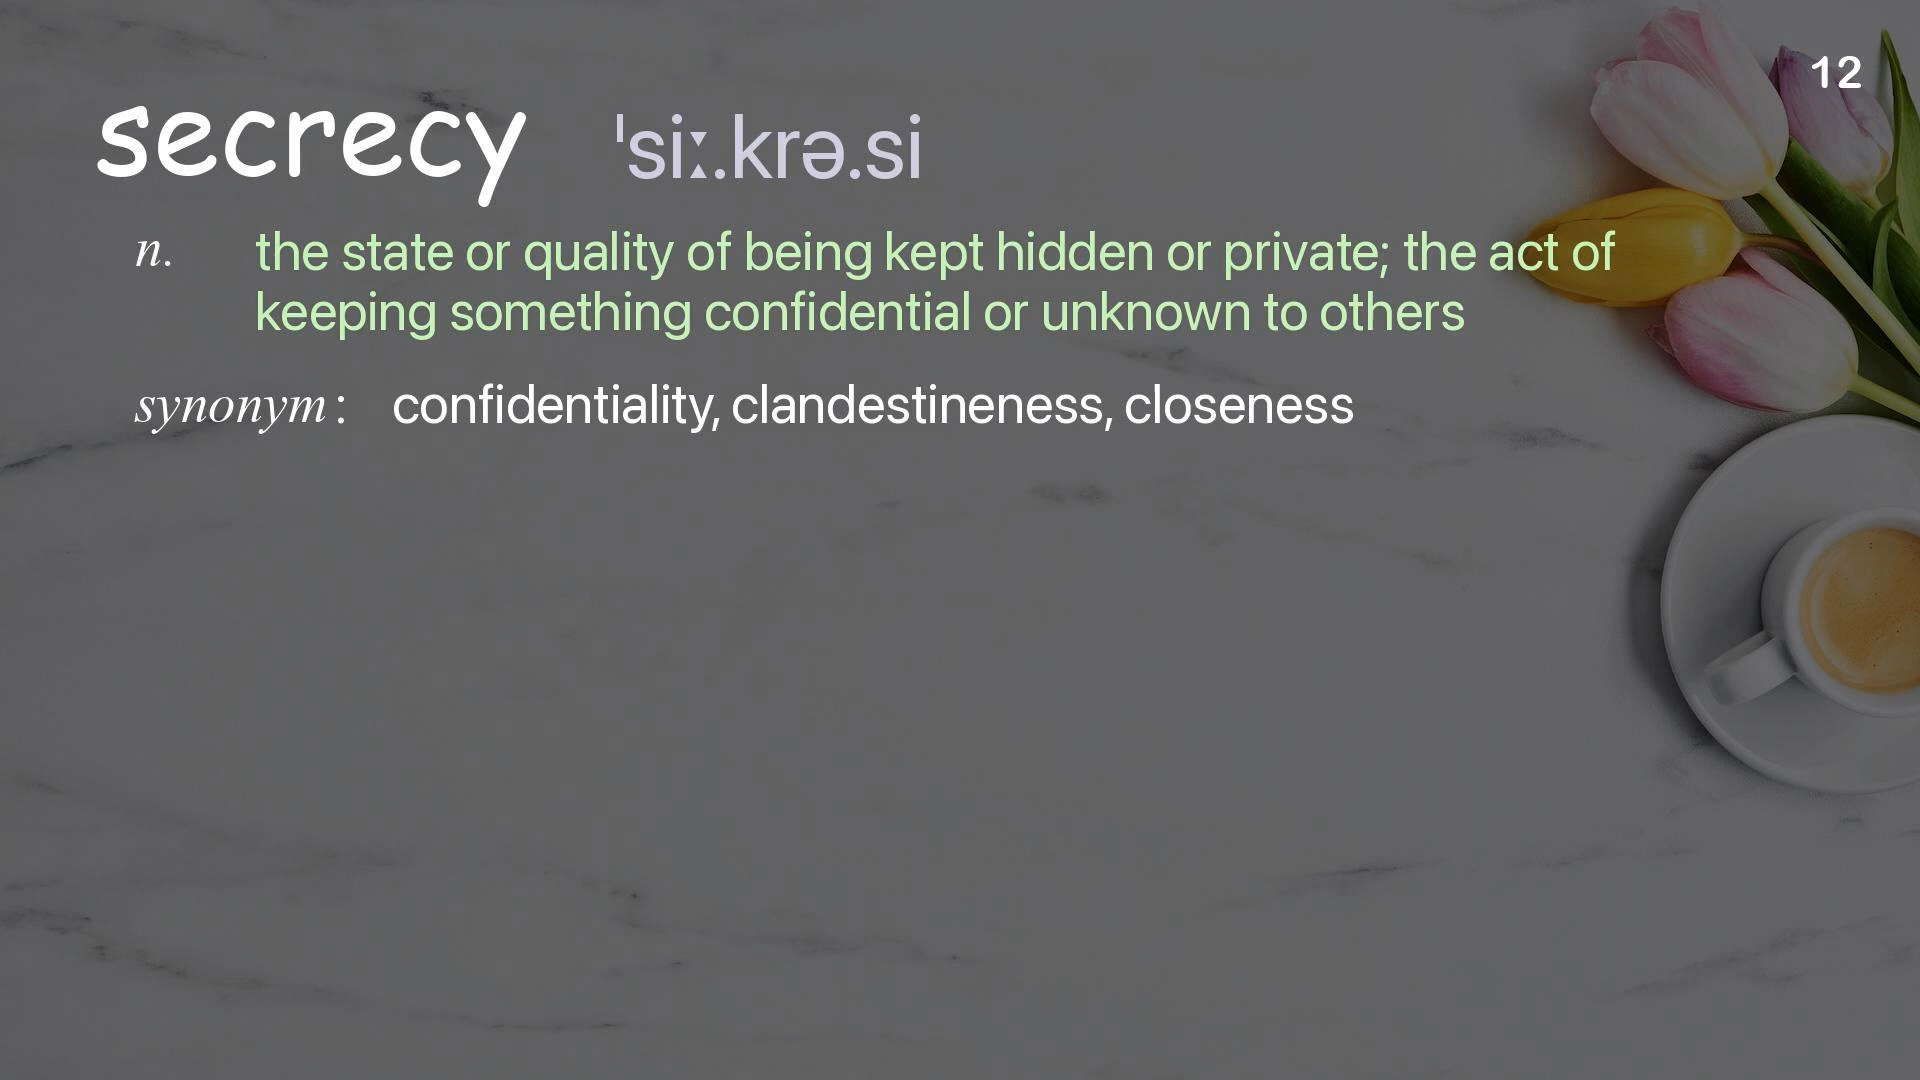 12
secrecy ˈsiː.krə.si
n. the state or quality of being kept hidden or private; the act of
keeping something confidential or unknown to others
synonym: confidentiality, clandestineness, closeness